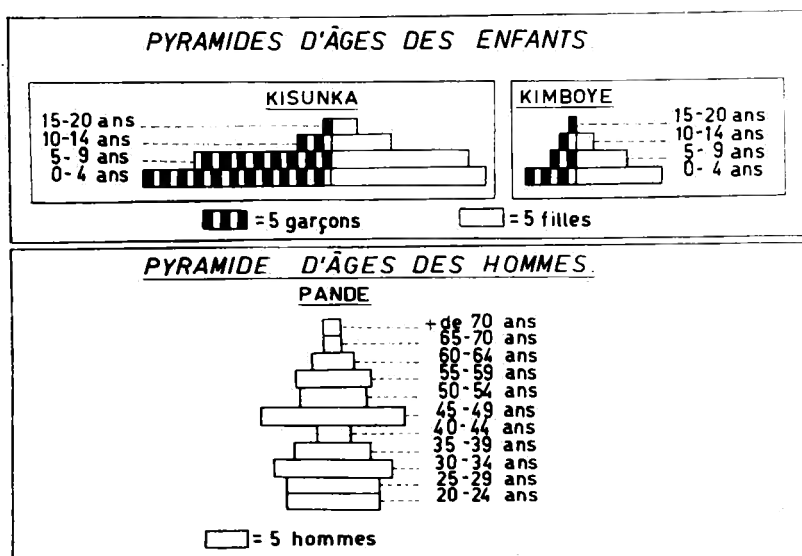 PYRAMIDES D'ÂGES DES ENFANTS
KISUNKA
15-20 ans
10-14 ans
5-9 ans
0-4 ans
KIMBOYE
15-20 ans
10-14 ans
5-9 ans
0-4 ans
=5 garçons
=5 filles
PYRAMIDE D'ÂGES DES HOMMES
PANDE
+de 70 ans
65-70 ans
60-64 ans
55-59 ans
50-54 ans
45-49 ans
40-44 ans
35-39 ans
30-34 ans
25-29 ans
20-24 ans
= 5 hommes